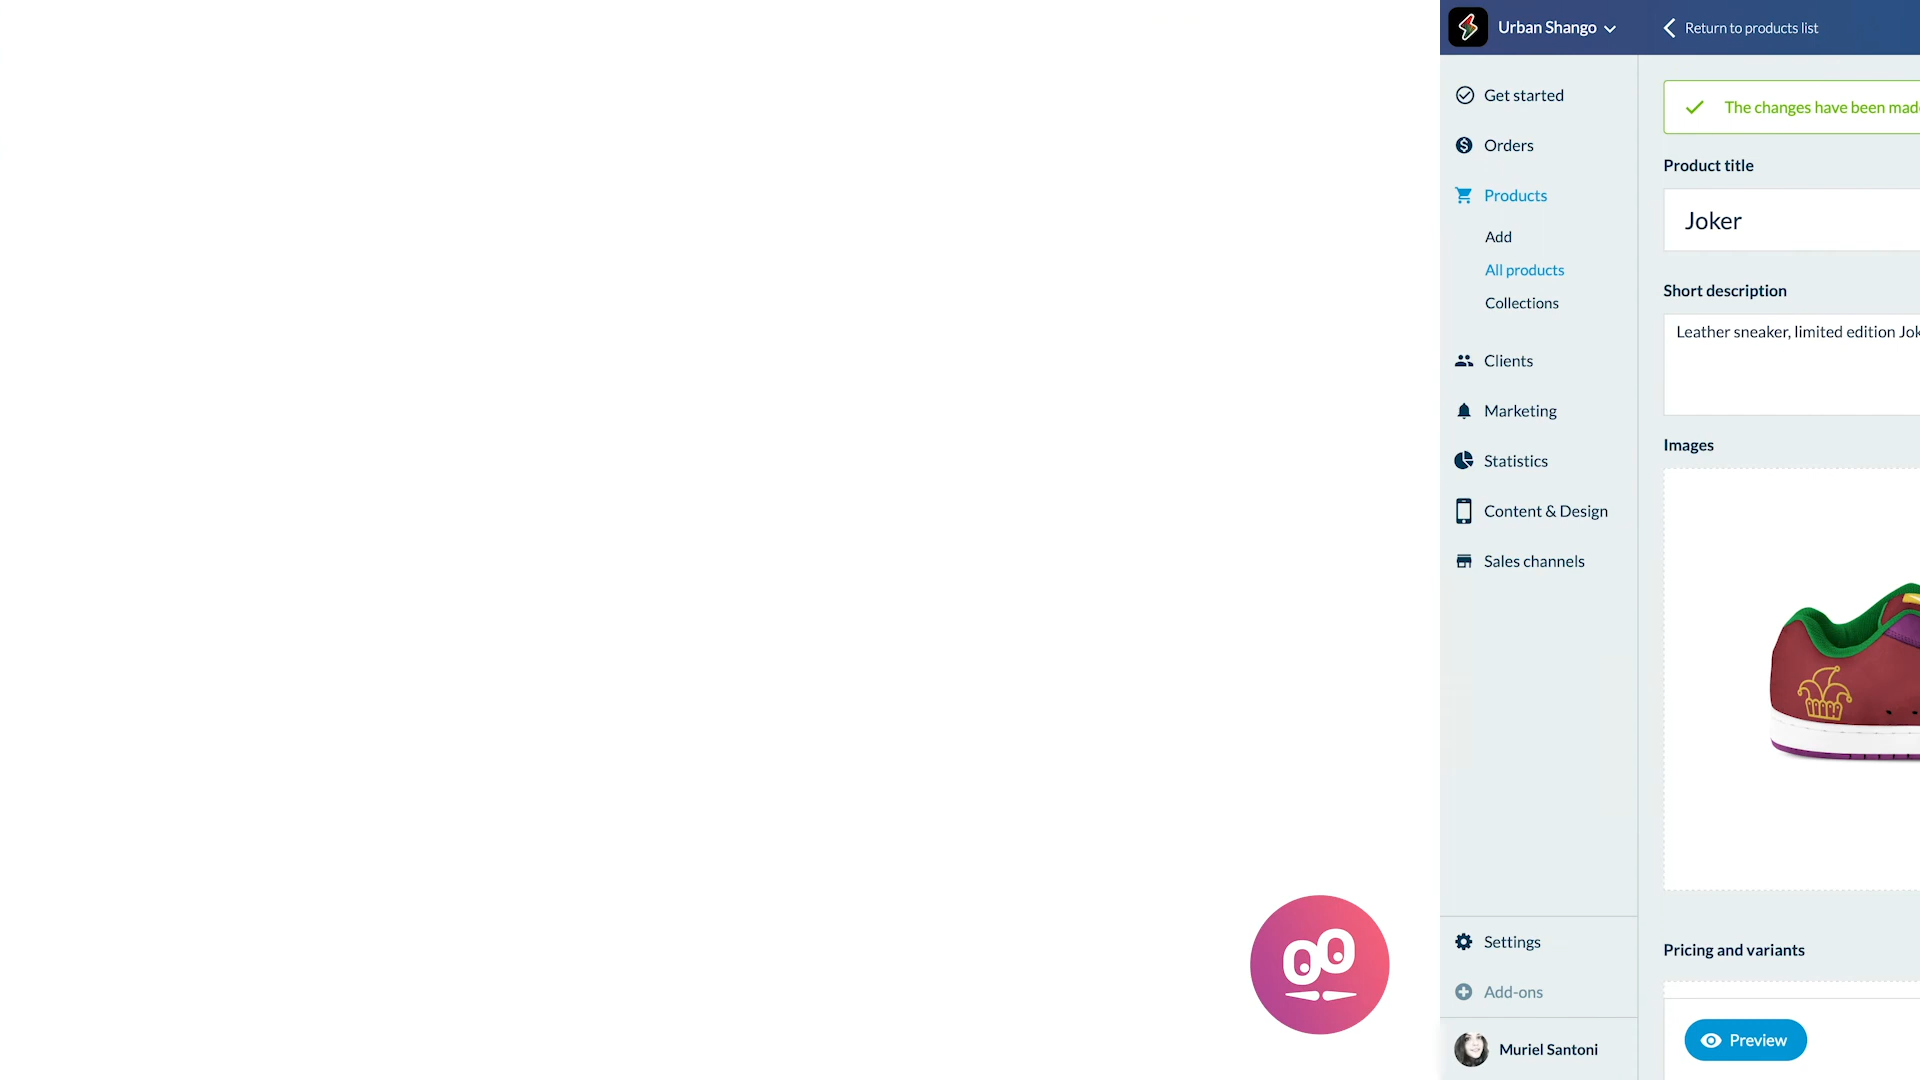 Urban Shango
Return to products list
Get started
The changes have been mad
Orders
Product title
Products
Joker
Add
All products
Short description
Collections
Leather sneaker, limited edition Jok
Clients
Marketing
Images
Statistics
Content & Design
Sales channels
Settings
Pricing and variants
Add-ons
Preview
Muriel Santoni